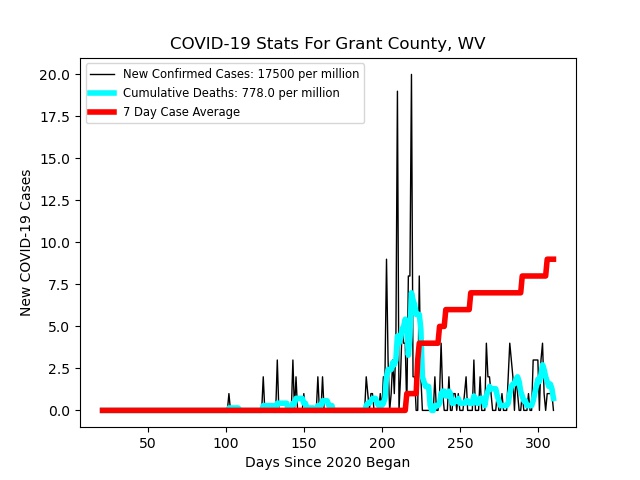 COVID-19 Stats For Grant County, WV
New Confirmed Cases: 17500 per million
Cumulative Deaths: 778.0 per million
7 Day Case Average
New COVID-19 Cases
20.0
17.5
15.0
12.5
10.0
7.5
5.0
2.5
0.0
50 100 150 200 250 300
Days Since 2020 Began